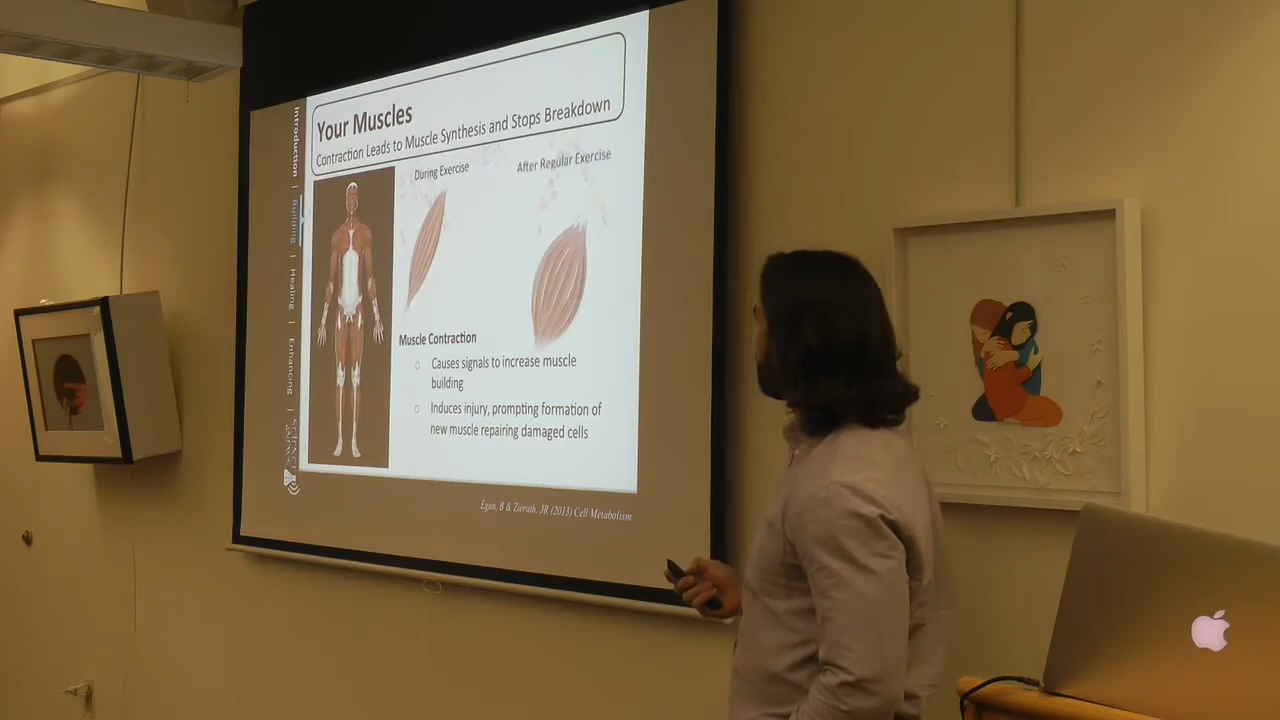 Your Muscles
Contraction Leads to Muscle Synthesis and Stops Breakdown
During Exercise
After Regular Exercise
Muscle Contraction
Causes signals to increase muscle
building
Induces injury, prompting formation of
new muscle repairing damaged cells
Introduction | Building | Healing | Enhancing |
Egan, B & Zierath, JR (2013) Cell Metabolism